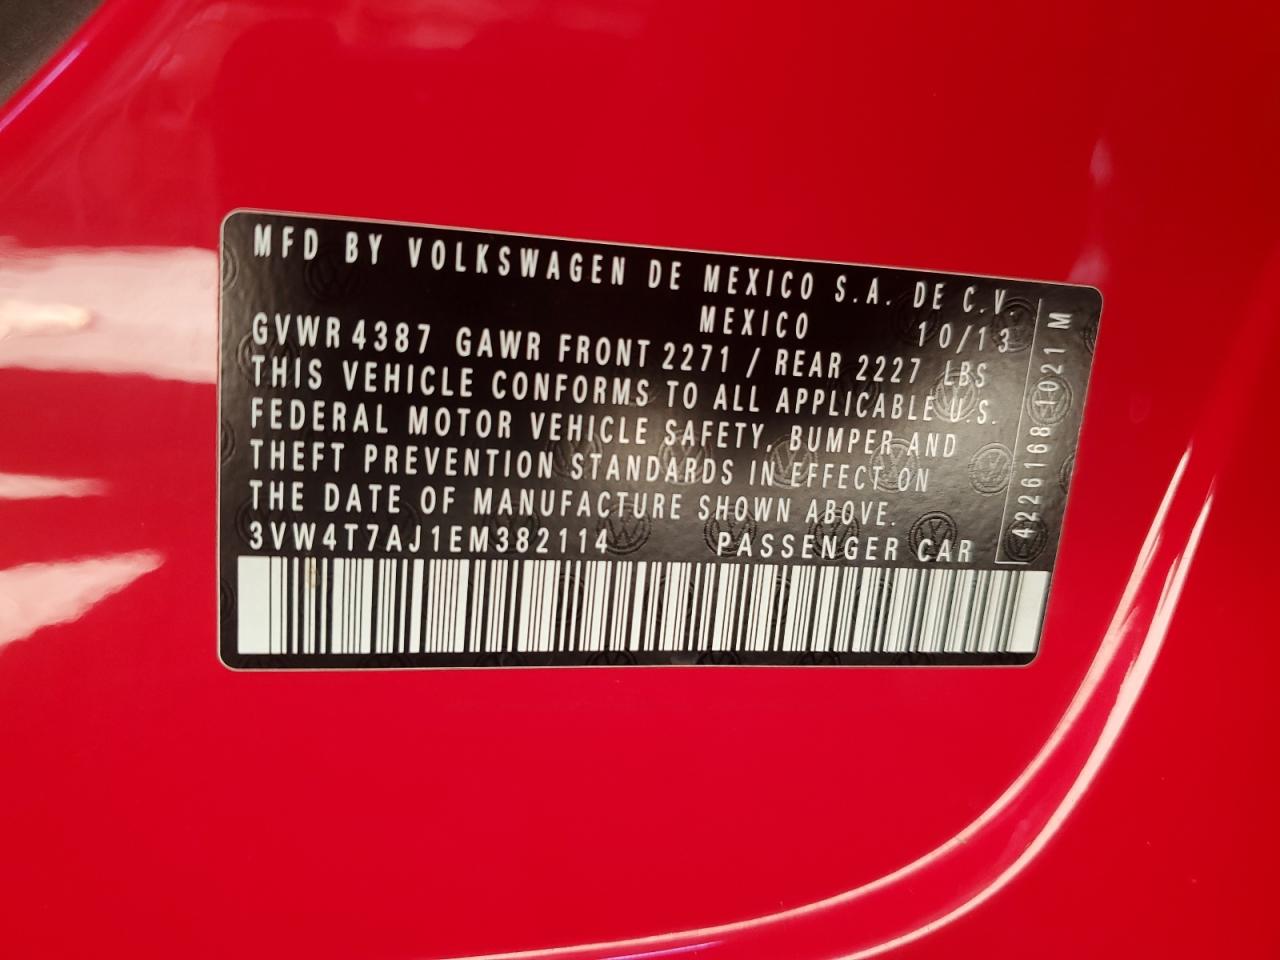 MFD BY VOLKSWAGEN DE MEXICO S.A. DE C.V.
MEXICO 10/13
GVWR 4387 GAWR FRONT 2271 / REAR 2227 LBS
THIS VEHICLE CONFORMS TO ALL APPLICABLE U.S.
FEDERAL MOTOR VEHICLE SAFETY, BUMPER AND
THEFT PREVENTION STANDARDS IN EFFECT ON
THE DATE OF MANUFACTURE SHOWN ABOVE.
3VW4T7AJ1EM382114 PASSENGER CAR
4226168 1021 M